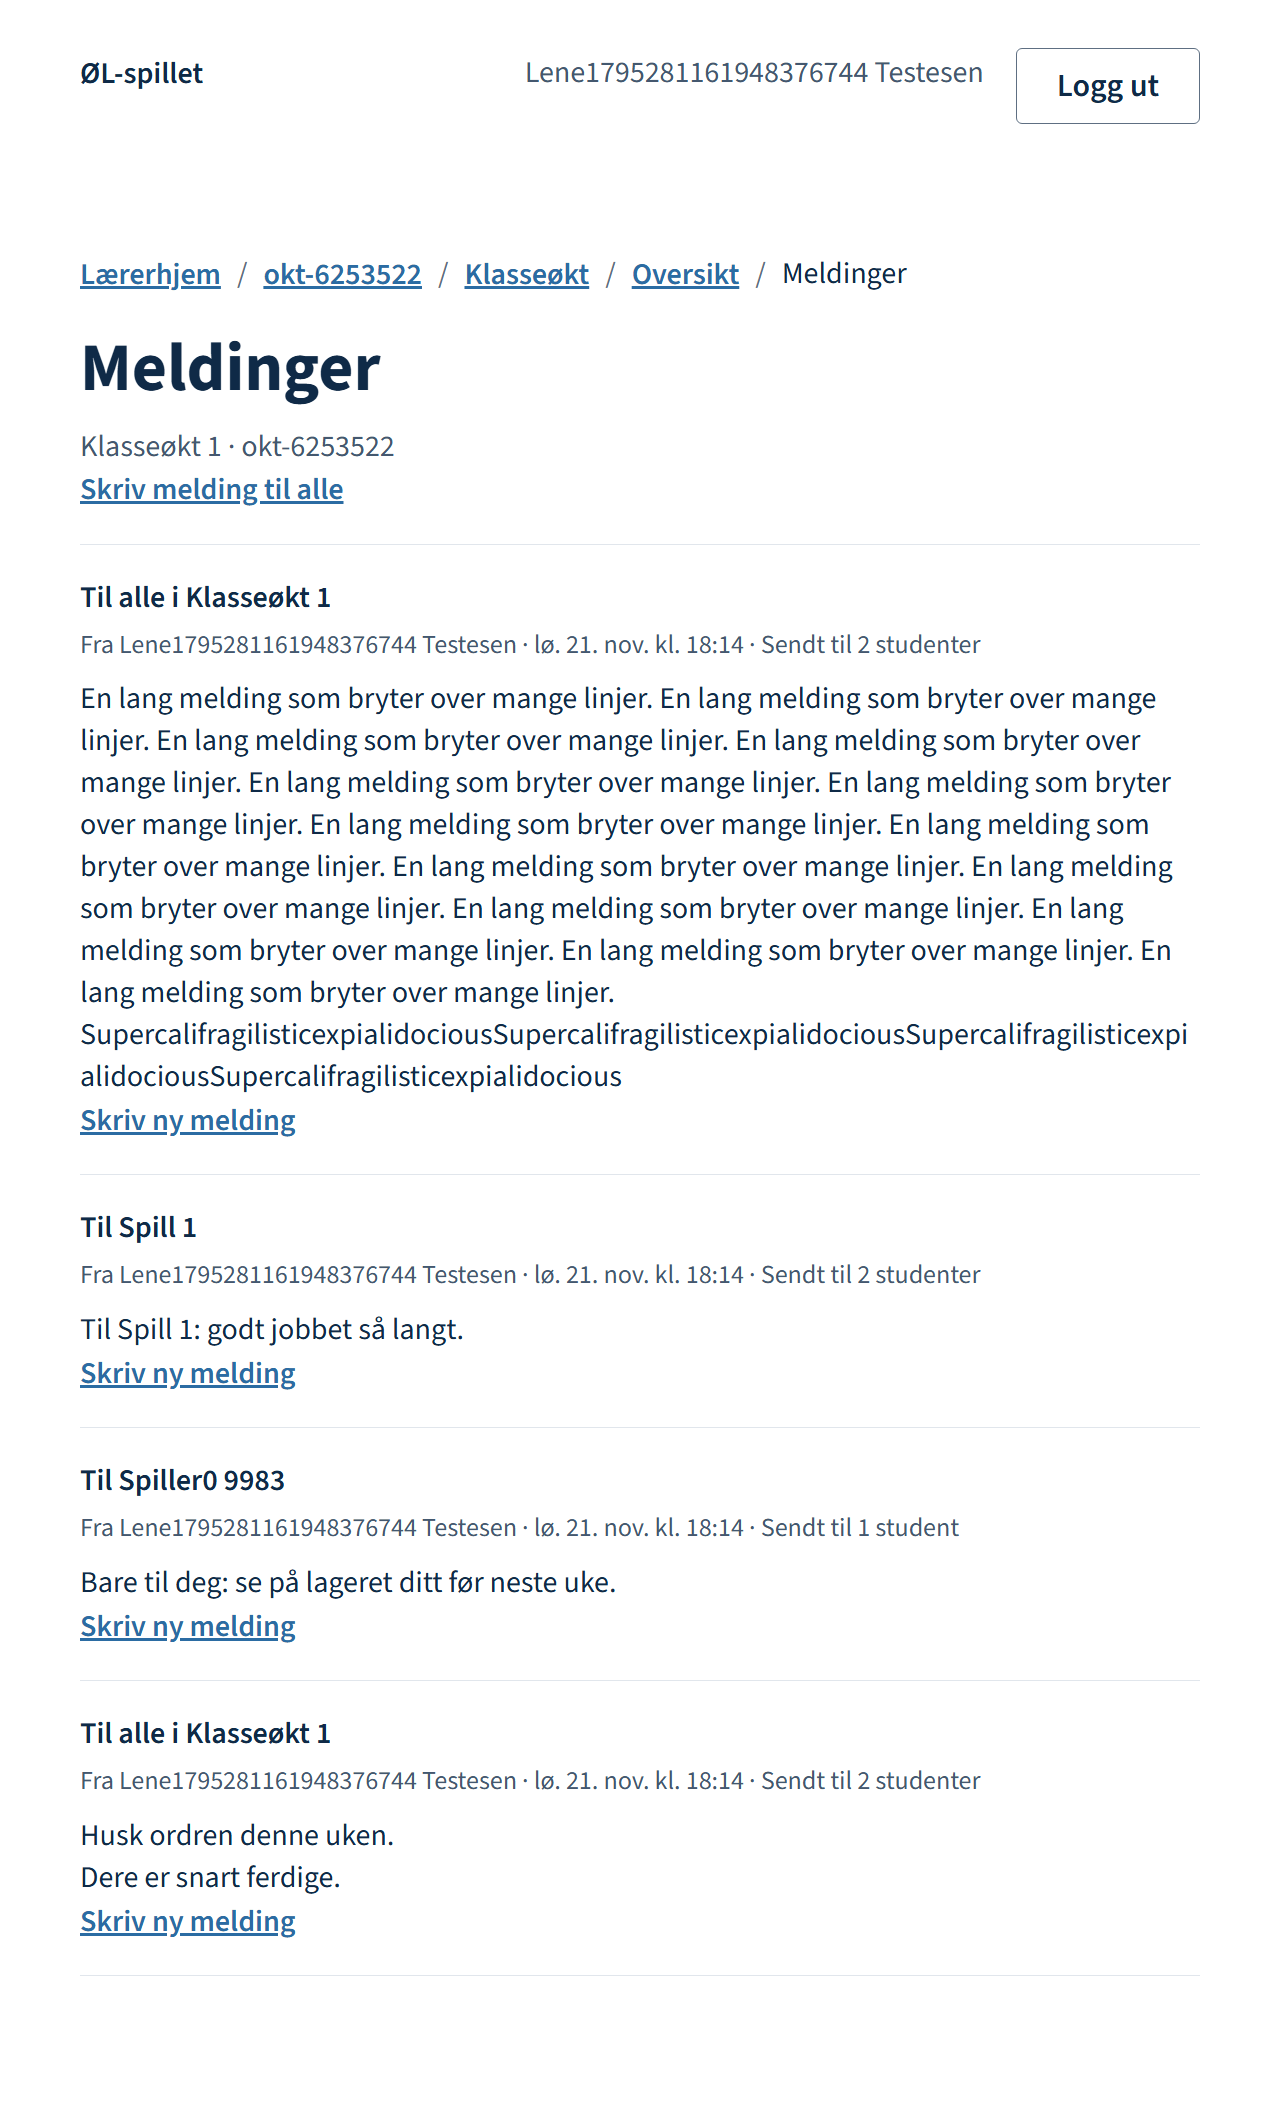 ØL-spillet
Lene1795281161948376744 Testesen
Logg ut
Lærerhjem / okt-6253522 / Klasseøkt / Oversikt / Meldinger
Meldinger
Klasseøkt 1 · okt-6253522
Skriv melding til alle
Til alle i Klasseøkt 1
Fra Lene1795281161948376744 Testesen · lø. 21. nov. kl. 18:14 · Sendt til 2 studenter
En lang melding som bryter over mange linjer. En lang melding som bryter over mange
linjer. En lang melding som bryter over mange linjer. En lang melding som bryter over
mange linjer. En lang melding som bryter over mange linjer. En lang melding som bryter
over mange linjer. En lang melding som bryter over mange linjer. En lang melding som
bryter over mange linjer. En lang melding som bryter over mange linjer. En lang melding
som bryter over mange linjer. En lang melding som bryter over mange linjer. En lang
melding som bryter over mange linjer. En lang melding som bryter over mange linjer. En
lang melding som bryter over mange linjer.
SupercalifragilisticexpialidociousSupercalifragilisticexpialidociousSupercalifragilisticexpi
alidociousSupercalifragilisticexpialidocious
Skriv ny melding
Til Spill 1
Fra Lene1795281161948376744 Testesen · lø. 21. nov. kl. 18:14 · Sendt til 2 studenter
Til Spill 1: godt jobbet så langt.
Skriv ny melding
Til Spiller0 9983
Fra Lene1795281161948376744 Testesen · lø. 21. nov. kl. 18:14 · Sendt til 1 student
Bare til deg: se på lageret ditt før neste uke.
Skriv ny melding
Til alle i Klasseøkt 1
Fra Lene1795281161948376744 Testesen · lø. 21. nov. kl. 18:14 · Sendt til 2 studenter
Husk ordren denne uken.
Dere er snart ferdige.
Skriv ny melding